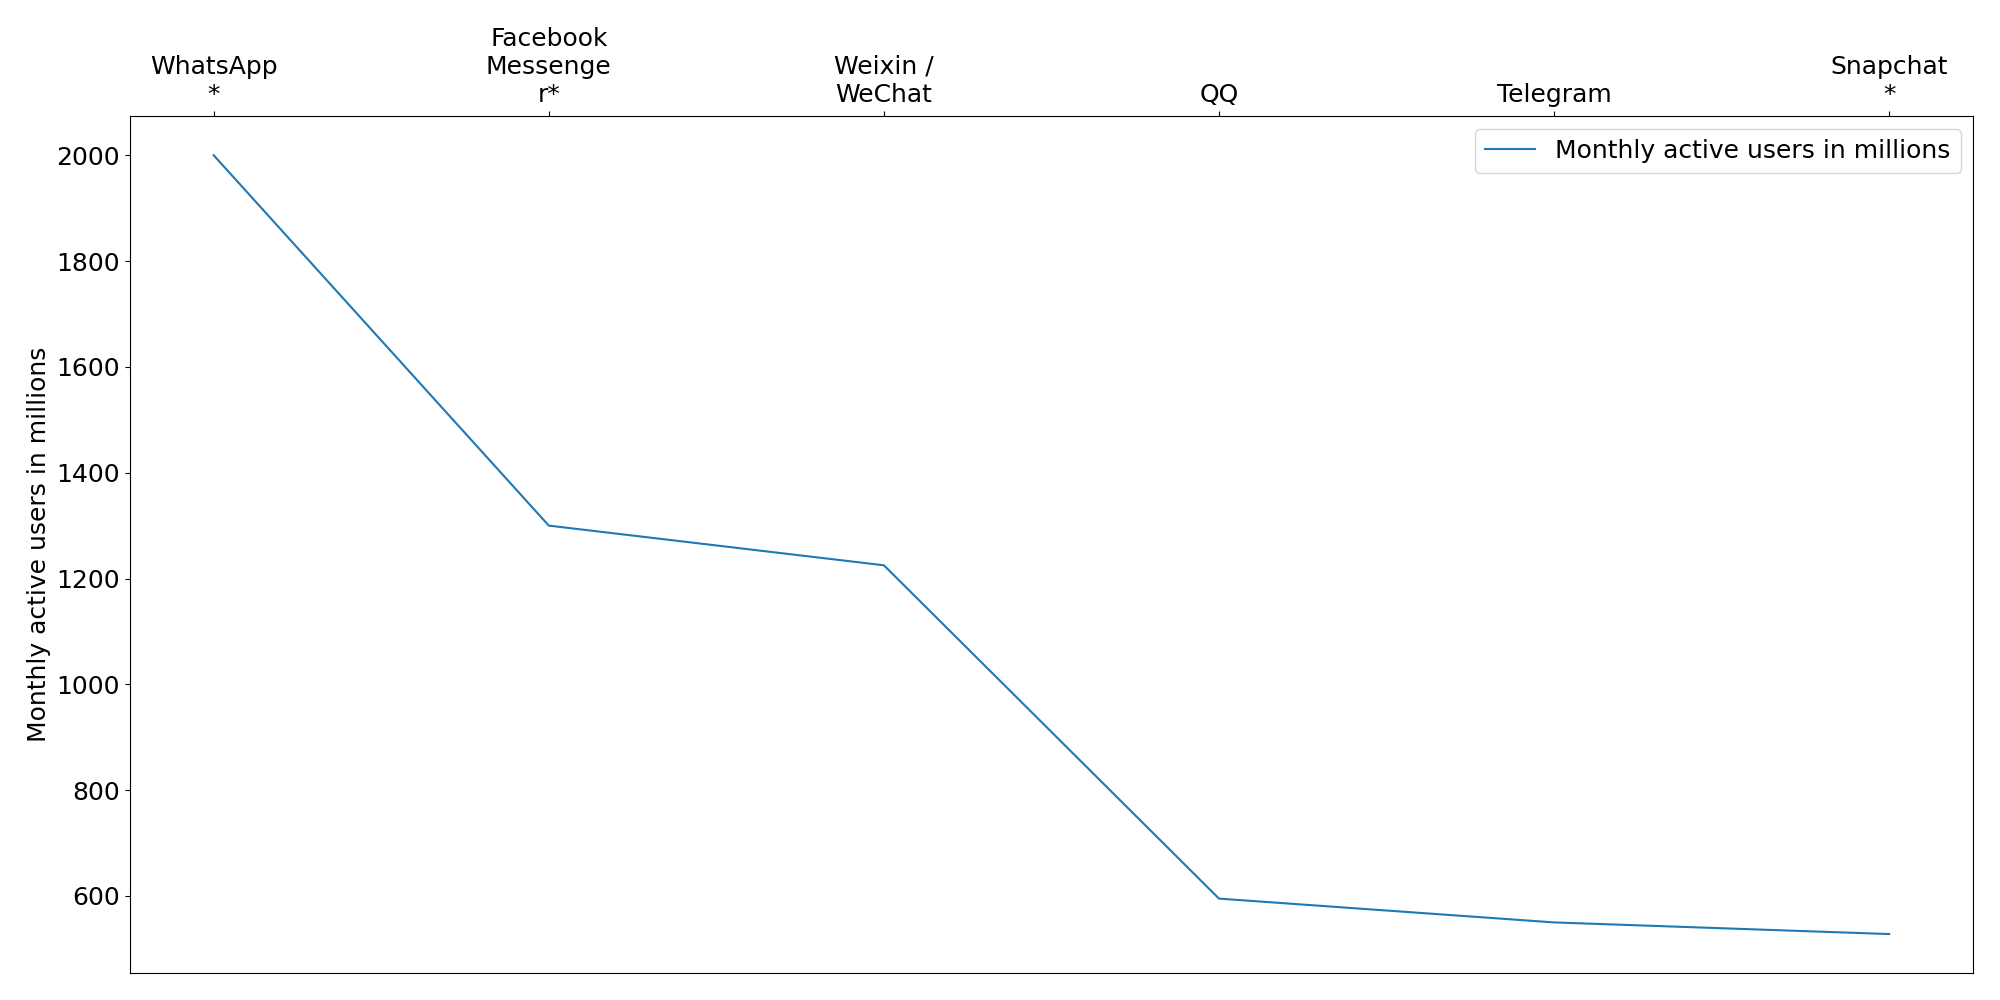 WhatsApp
*
Facebook
Messenge
r*
Weixin /
WeChat
QQ
Telegram
Snapchat
*
Monthly active users in millions
2000
1800
1600
1400
1200
1000
800
600
Monthly active users in millions